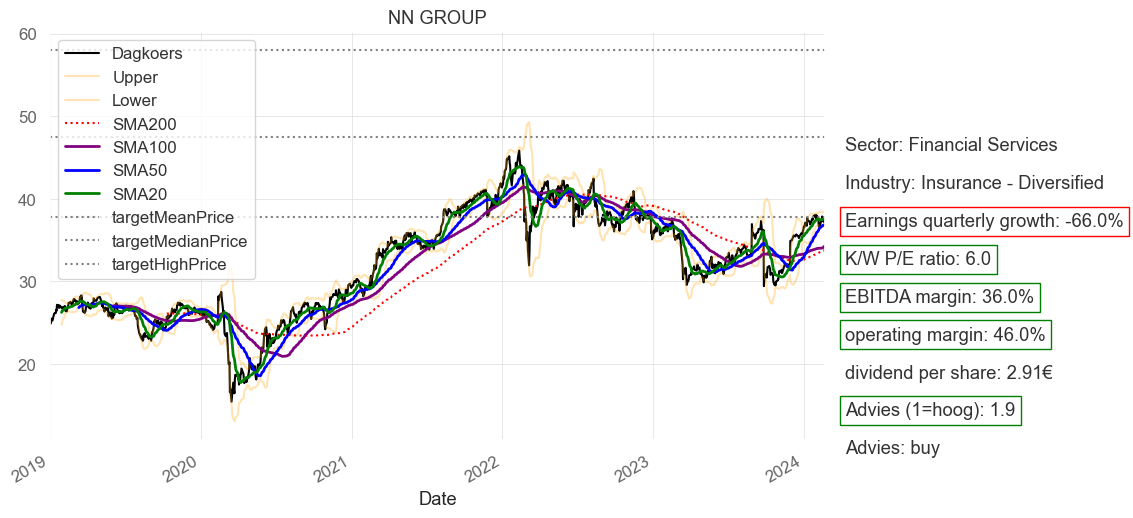 NN GROUP
60
50
40
30
20
Dagkoers
Upper
Lower
SMA200
SMA100
SMA50
SMA20
targetMeanPrice
targetMedianPrice
targetHighPrice
2019
2020
2021
2022
2023
2024
Date
Sector: Financial Services
Industry: Insurance - Diversified
Earnings quarterly growth: -66.0%
K/W P/E ratio: 6.0
EBITDA margin: 36.0%
operating margin: 46.0%
dividend per share: 2.91€
Advies (1=hoog): 1.9
Advies: buy